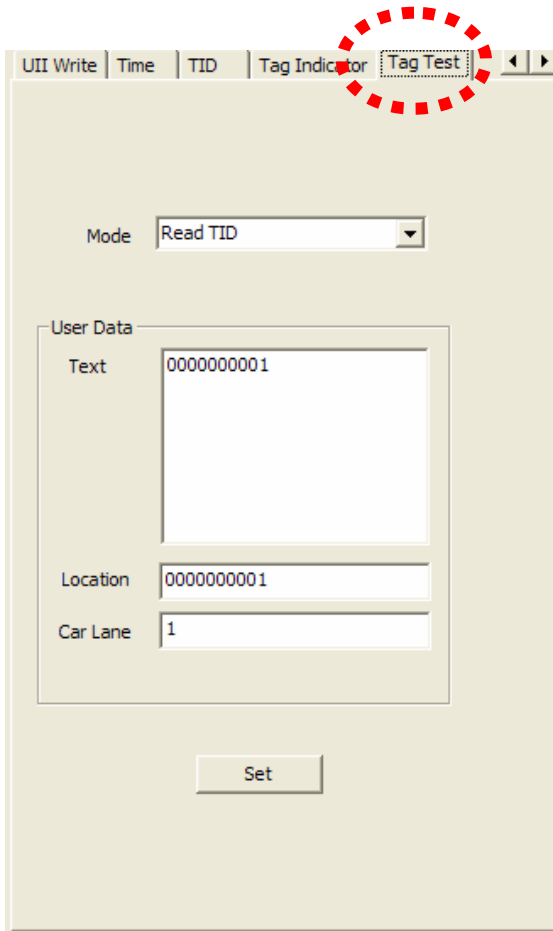 UII Write Time TID Tag Indicator Tag Test
Mode Read TID
User Data
Text 0000000001
Location 0000000001
Car Lane 1
Set